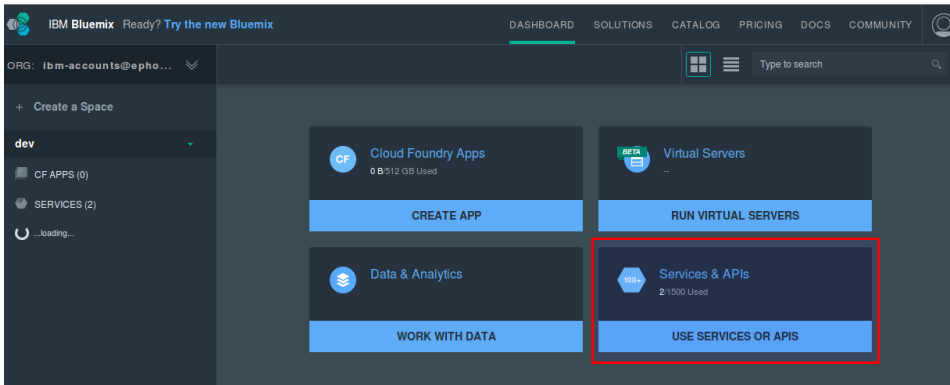 IBM Bluemix Ready? Try the new Bluemix
DASHBOARD SOLUTIONS CATALOG PRICING DOCS COMMUNITY
ORG: ibm-accounts@epho...
Type to search
+ Create a Space
dev
CF APPS (0)
SERVICES (2)
...loading...
CF
Cloud Foundry Apps
0 B/512 GB Used
CREATE APP
BETA
Virtual Servers
--
RUN VIRTUAL SERVERS
Data & Analytics
WORK WITH DATA
100+
Services & APIs
2/1500 Used
USE SERVICES OR APIS